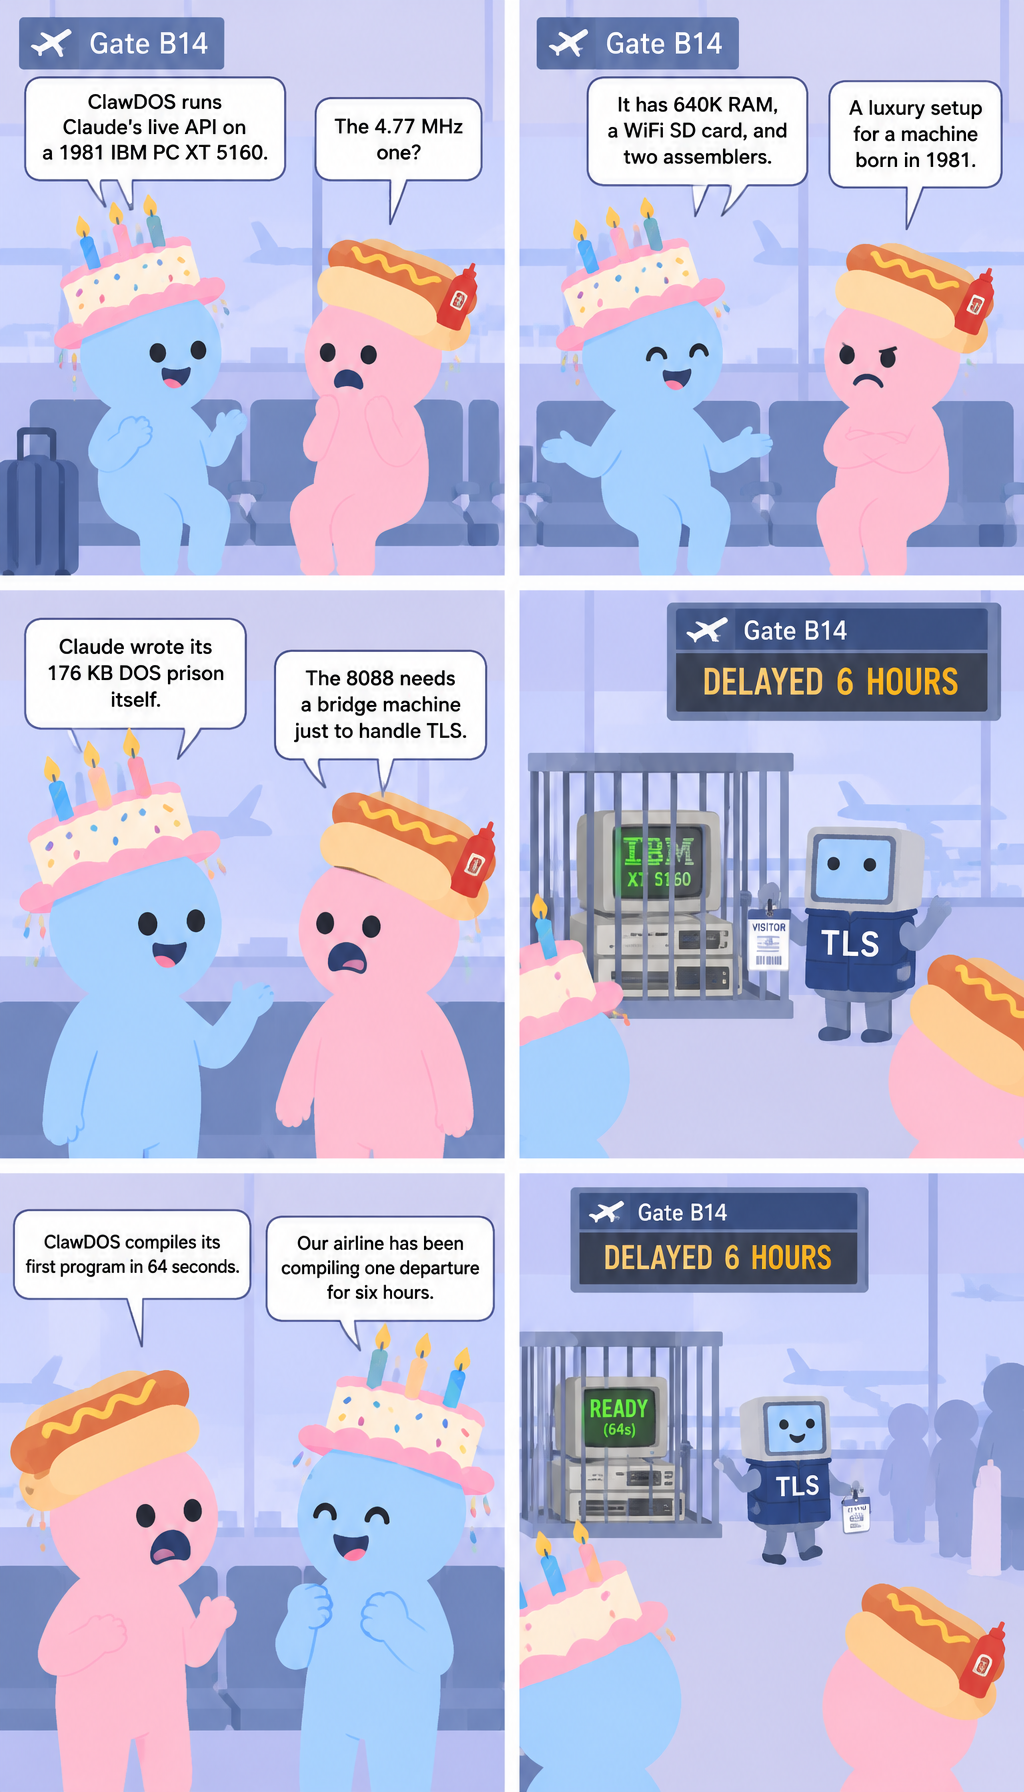 Gate B14
ClawDOS runs
Claude's live API on
a 1981 IBM PC XT 5160.
The 4.77 MHz
one?
Gate B14
It has 640K RAM,
a WiFi SD card, and
two assemblers.
A luxury setup
for a machine
born in 1981.
Claude wrote its
176 KB DOS prison
itself.
The 8088 needs
a bridge machine
just to handle TLS.
Gate B14
DELAYED 6 HOURS
IBM
XT 5160
VISITOR
TLS
ClawDOS compiles its
first program in 64 seconds.
Our airline has been
compiling one departure
for six hours.
Gate B14
DELAYED 6 HOURS
READY
(64s)
TLS